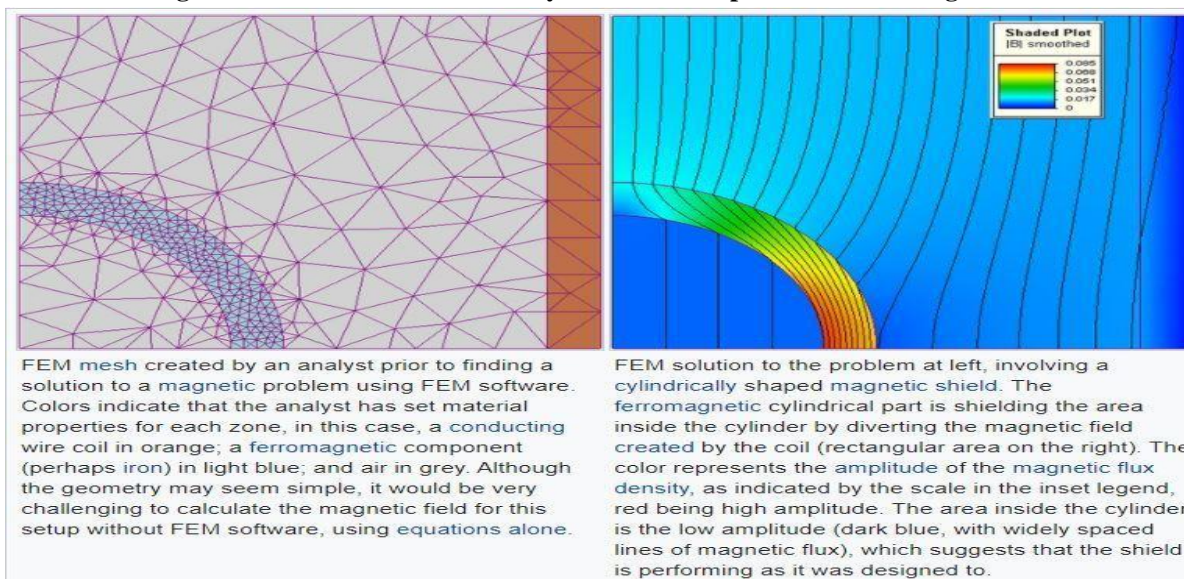 Shaded Plot
|B| smoothed
0.085
0.068
0.051
0.034
0.017
0
FEM mesh created by an analyst prior to finding a
solution to a magnetic problem using FEM software.
Colors indicate that the analyst has set material
properties for each zone, in this case, a conducting
wire coil in orange; a ferromagnetic component
(perhaps iron) in light blue; and air in grey. Although
the geometry may seem simple, it would be very
challenging to calculate the magnetic field for this
setup without FEM software, using equations alone.
FEM solution to the problem at left, involving a
cylindrically shaped magnetic shield. The
ferromagnetic cylindrical part is shielding the area
inside the cylinder by diverting the magnetic field
created by the coil (rectangular area on the right). The
color represents the amplitude of the magnetic flux
density, as indicated by the scale in the inset legend,
red being high amplitude. The area inside the cylinder
is the low amplitude (dark blue, with widely spaced
lines of magnetic flux), which suggests that the shield
is performing as it was designed to.